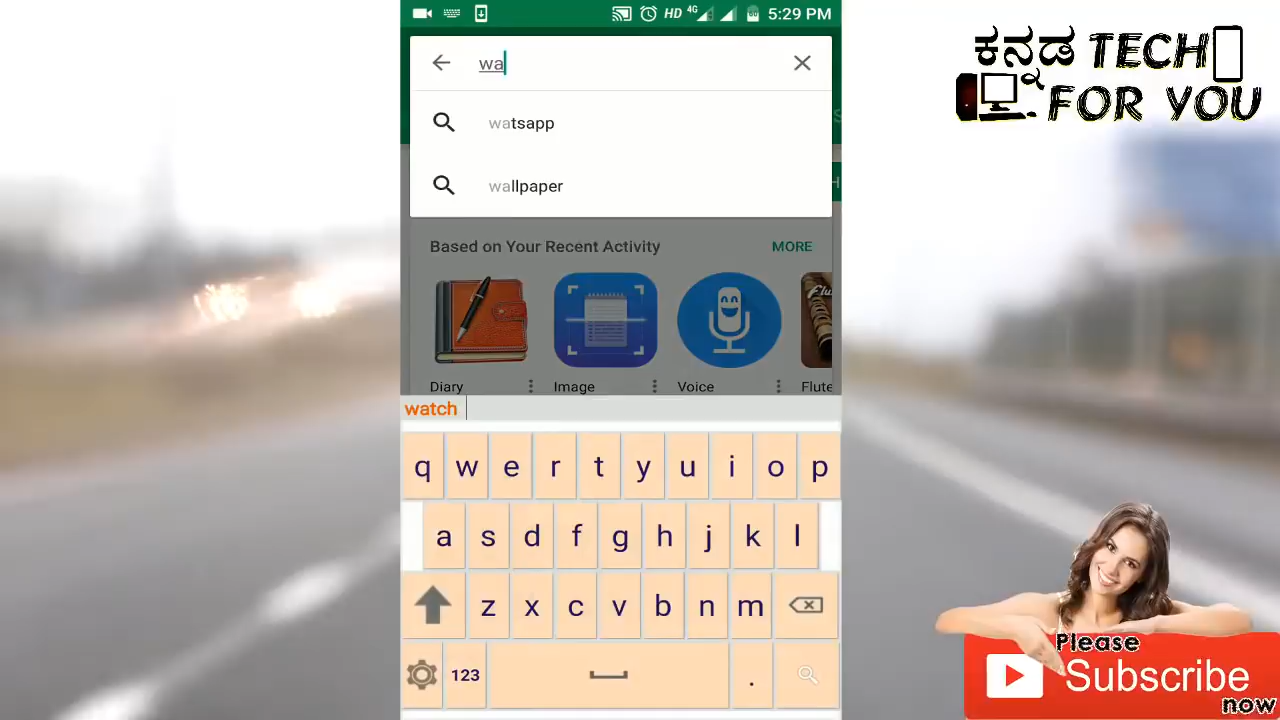 HD 4G 5:29 PM
wa
watsapp
wallpaper
Based on Your Recent Activity MORE
Diary Image Voice Flute
watch
q w e r t y u i o p
a s d f g h j k l
z x c v b n m
123 .
ಕನ್ನಡ TECH
FOR YOU
Please
Subscribe
now